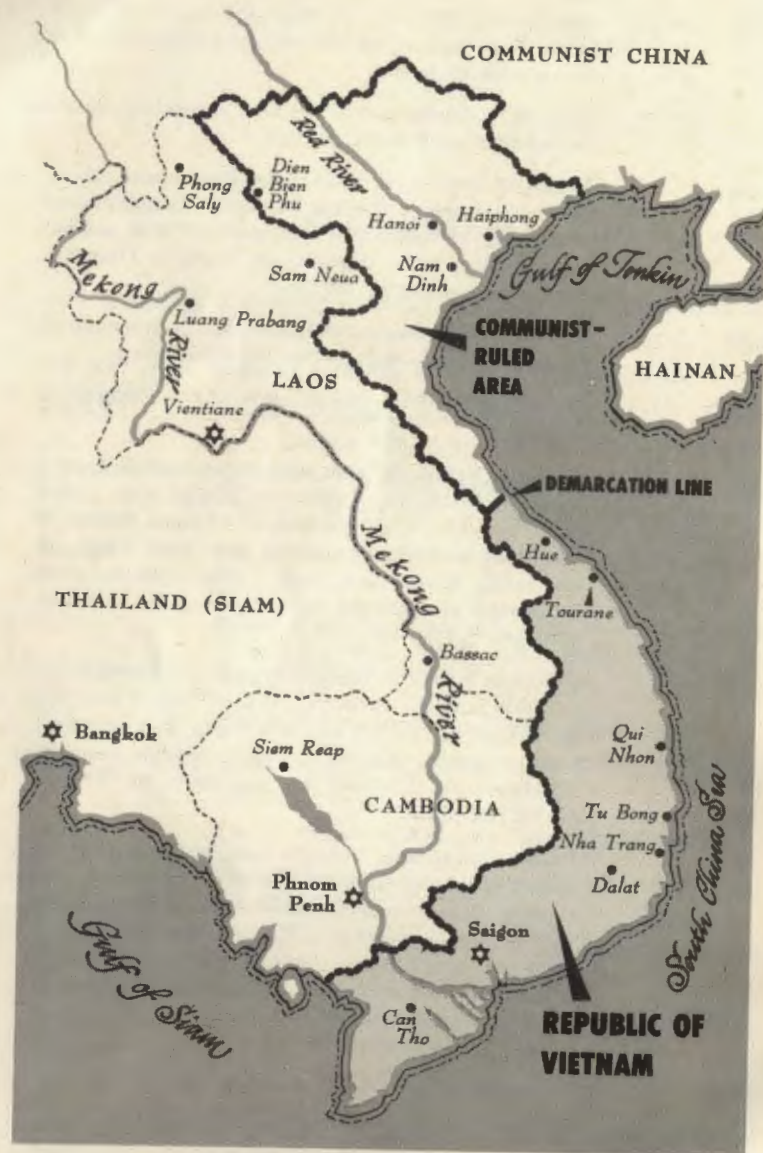 COMMUNIST CHINA
Red River
Phong
Saly
Dien
Bien
Phu
Hanoi
Haiphong
Sam Neua
Nam
Dinh
Gulf of Tonkin
Mekong
River
Luang Prabang
COMMUNIST-
RULED
AREA
HAINAN
LAOS
Vientiane
DEMARCATION LINE
Hue
Mekong
River
THAILAND (SIAM)
Tourane
Bassac
Bangkok
Siem Reap
Qui
Nhon
CAMBODIA
Tu Bong
Nha Trang
Dalat
South China Sea
Phnom
Penh
Saigon
Gulf of Siam
Can
Tho
REPUBLIC OF
VIETNAM